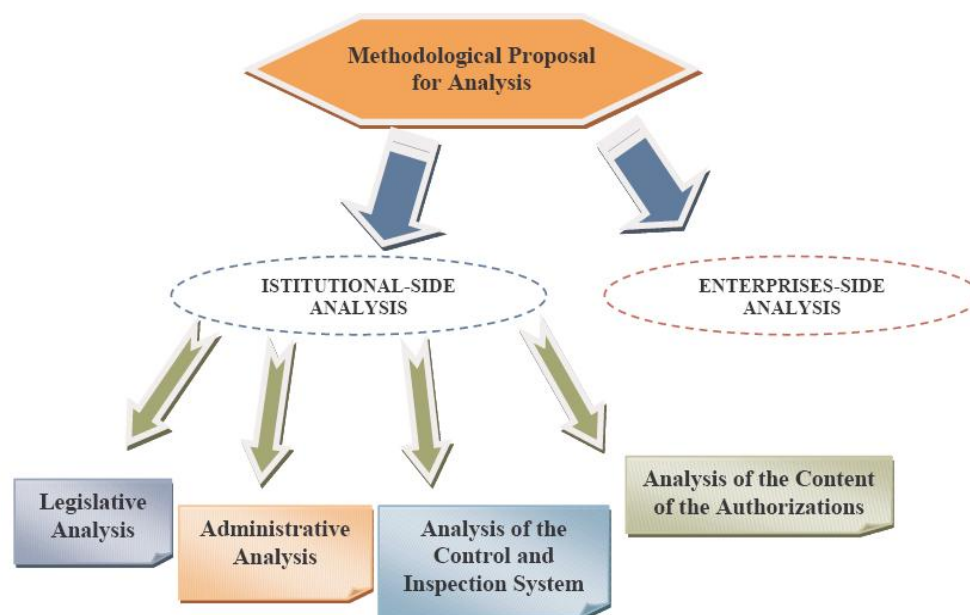 Methodological Proposal
for Analysis
ISTITUTIONAL-SIDE
ANALYSIS
ENTERPRISES-SIDE
ANALYSIS
Legislative
Analysis
Administrative
Analysis
Analysis of the
Control and
Inspection System
Analysis of the Content
of the Authorizations